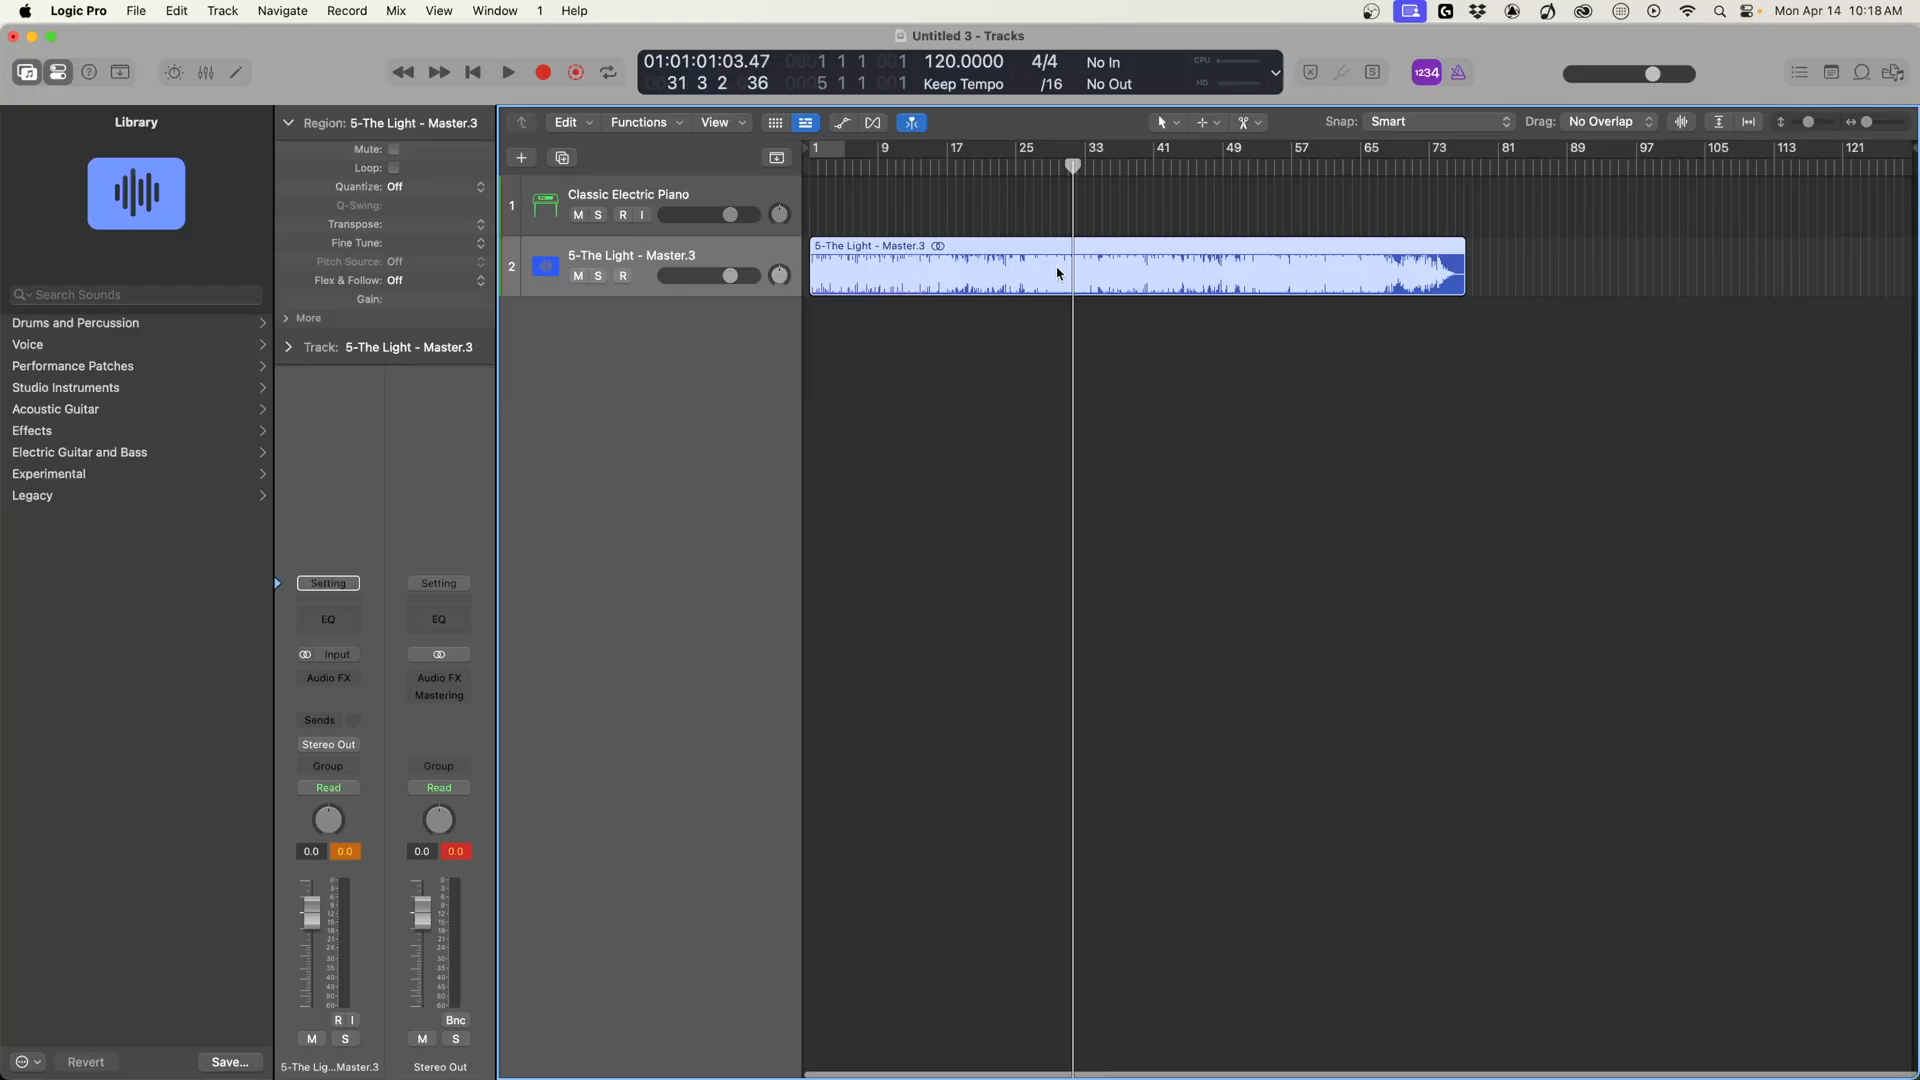 Logic Pro File Edit Track Navigate Record Mix View Window 1 Help
Mon Apr 14 10:18 AM
Untitled 3 - Tracks
01:01:01:03.47
31 3 2 36
120.0000
Keep Tempo
4/4
/16
No In
No Out
CPU
HD
1234
Library
Search Sounds
Drums and Percussion
Voice
Performance Patches
Studio Instruments
Acoustic Guitar
Effects
Electric Guitar and Bass
Experimental
Legacy
Revert
Save...
Region: 5-The Light - Master.3
Mute:
Loop:
Quantize: Off
Q-Swing:
Transpose:
Fine Tune:
Pitch Source: Off
Flex & Follow: Off
Gain:
More
Track: 5-The Light - Master.3
Setting Setting
EQ EQ
Input
Audio FX Audio FX
Mastering
Sends
Stereo Out
Group Group
Read Read
0.0 0.0 0.0 0.0
R I Bnc
M S M S
5-The Lig...Master.3 Stereo Out
Edit Functions View
Snap: Smart Drag: No Overlap
1 9 17 25 33 41 49 57 65 73 81 89 97 105 113 121
1 Classic Electric Piano
M S R I
2 5-The Light - Master.3
M S R
5-The Light - Master.3